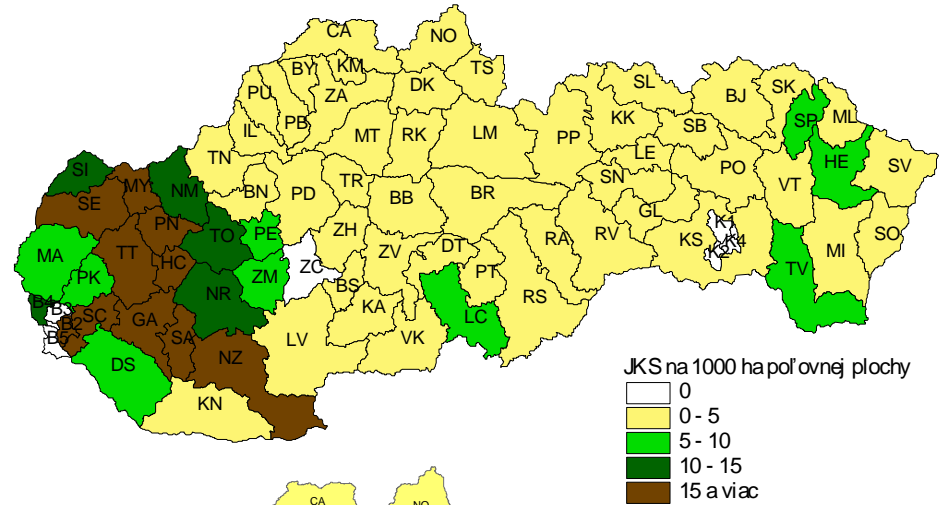 CA
NO
BY
KM
TS
PU
ZA
DK
SL
BJ
SK
IL
PB
MT
RK
LM
PP
KK
SB
SP
ML
TN
LE
PO
HE
SV
SI
MY
NM
BN
PD
TR
BB
BR
SN
VT
SE
PN
TO
PE
ZH
ZV
DT
RA
RV
GL
KS
K1
K4
K2
MI
SO
MA
TT
HC
ZM
ZC
BS
PT
TV
PK
NR
KA
RS
B4
B3
B2
B5
SC
GA
SA
NZ
LV
VK
LC
DS
KN
JKS na 1000 ha poľovnej plochy
0
0 - 5
5 - 10
10 - 15
15 a viac
CA
NO